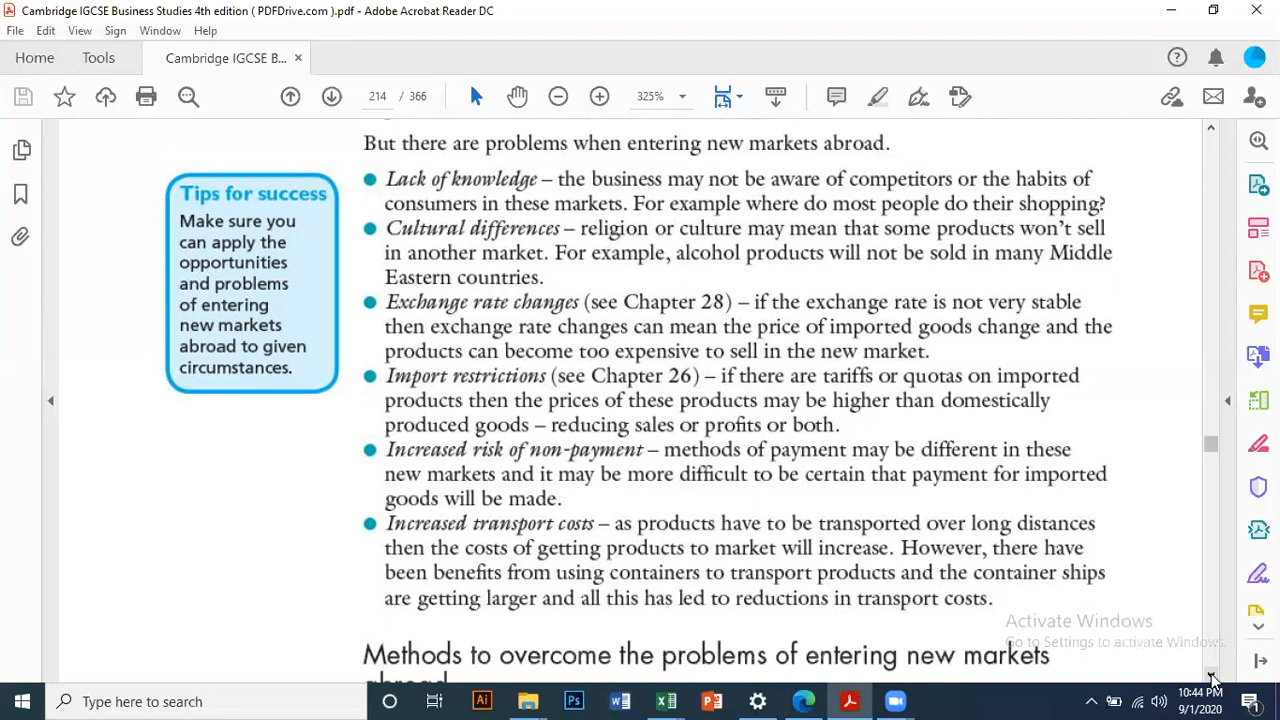 Cambridge IGCSE Business Studies 4th edition ( PDFDrive.com ).pdf - Adobe Acrobat Reader DC
File Edit View Sign Window Help
Home Tools Cambridge IGCSE B... ×
214 / 366 325%
But there are problems when entering new markets abroad.
Tips for success
Make sure you
can apply the
opportunities
and problems
of entering
new markets
abroad to given
circumstances.
● Lack of knowledge – the business may not be aware of competitors or the habits of
consumers in these markets. For example where do most people do their shopping?
● Cultural differences – religion or culture may mean that some products won't sell
in another market. For example, alcohol products will not be sold in many Middle
Eastern countries.
● Exchange rate changes (see Chapter 28) – if the exchange rate is not very stable
then exchange rate changes can mean the price of imported goods change and the
products can become too expensive to sell in the new market.
● Import restrictions (see Chapter 26) – if there are tariffs or quotas on imported
products then the prices of these products may be higher than domestically
produced goods – reducing sales or profits or both.
● Increased risk of non-payment – methods of payment may be different in these
new markets and it may be more difficult to be certain that payment for imported
goods will be made.
● Increased transport costs – as products have to be transported over long distances
then the costs of getting products to market will increase. However, there have
been benefits from using containers to transport products and the container ships
are getting larger and all this has led to reductions in transport costs.
Methods to overcome the problems of entering new markets
abroad
Activate Windows
Go to Settings to activate Windows.
Type here to search
Ai
Ps
10:44 PM
9/1/2020
1